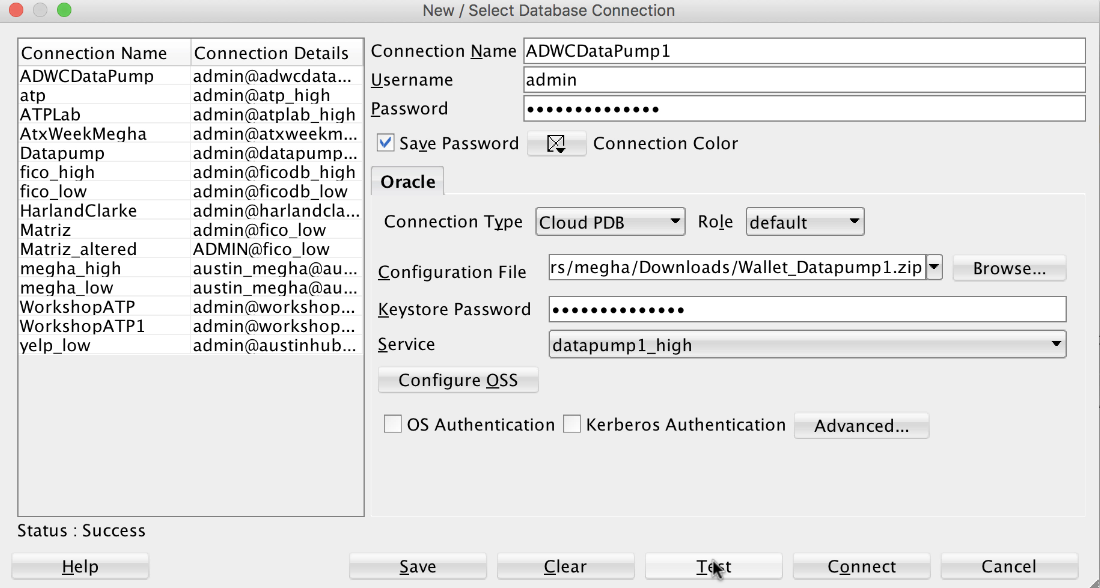 New / Select Database Connection
Connection Name Connection Details
ADWCDataPump admin@adwcdata...
atp admin@atp_high
ATPLab admin@atplab_high
AtxWeekMegha admin@atxweekm...
Datapump admin@datapump...
fico_high admin@ficodb_high
fico_low admin@ficodb_low
HarlandClarke admin@harlandcla...
Matriz admin@fico_low
Matriz_altered ADMIN@fico_low
megha_high austin_megha@au...
megha_low austin_megha@au...
WorkshopATP admin@workshop...
WorkshopATP1 admin@workshop...
yelp_low admin@austinhub...
Connection Name ADWCDataPump1
Username admin
Password ••••••••••••••
Save Password Connection Color
Oracle
Connection Type Cloud PDB Role default
Configuration File rs/megha/Downloads/Wallet_Datapump1.zip Browse...
Keystore Password ••••••••••••••
Service datapump1_high
Configure OSS
OS Authentication Kerberos Authentication Advanced...
Status : Success
Help Save Clear Test Connect Cancel